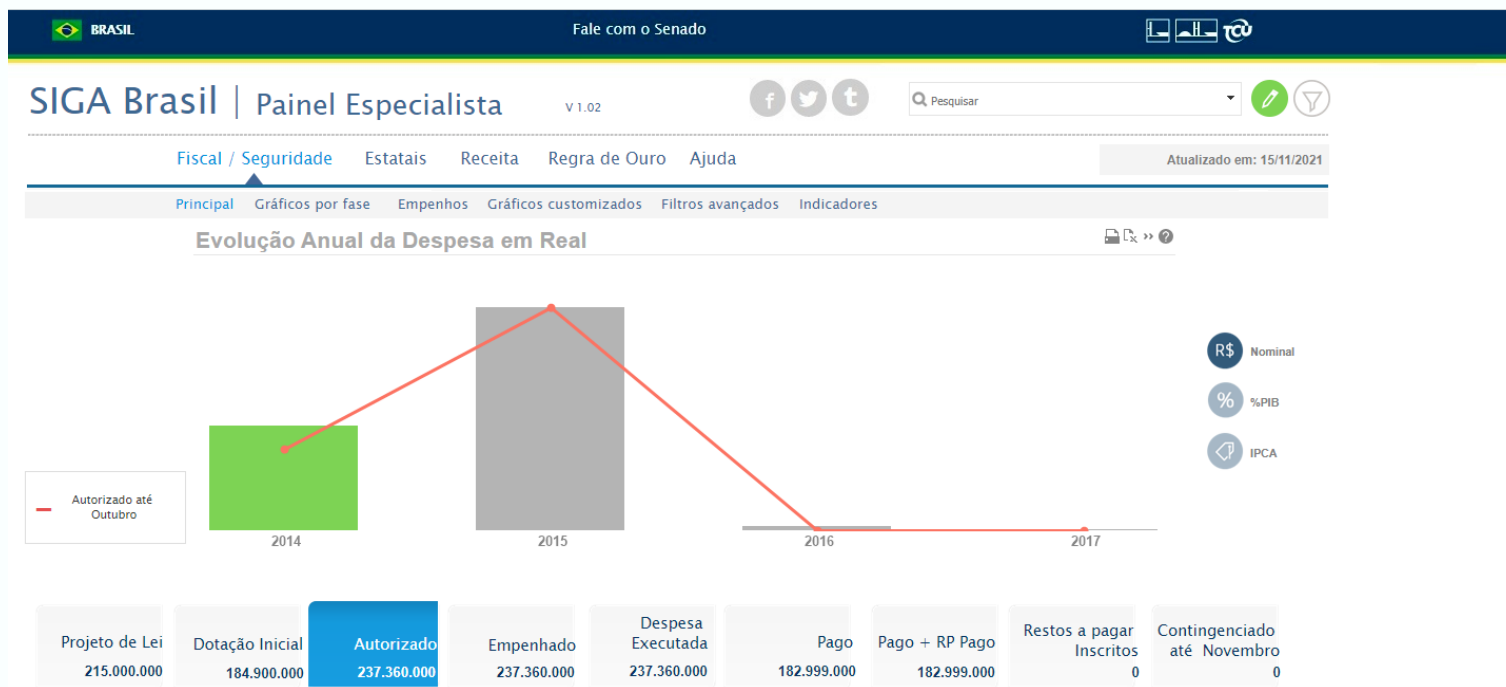 BRASIL
Fale com o Senado
TCU
SIGA Brasil | Painel Especialista
V 1.02
f
t
Pesquisar
Fiscal / Seguridade
Estatais
Receita
Regra de Ouro
Ajuda
Atualizado em: 15/11/2021
Principal
Gráficos por fase
Empenhos
Gráficos customizados
Filtros avançados
Indicadores
Evolução Anual da Despesa em Real
R$ Nominal
% %PIB
IPCA
Autorizado até
Outubro
2014
2015
2016
2017
Projeto de Lei
215.000.000
Dotação Inicial
184.900.000
Autorizado
237.360.000
Empenhado
237.360.000
Despesa
Executada
237.360.000
Pago
182.999.000
Pago + RP Pago
182.999.000
Restos a pagar
Inscritos
0
Contingenciado
até Novembro
0